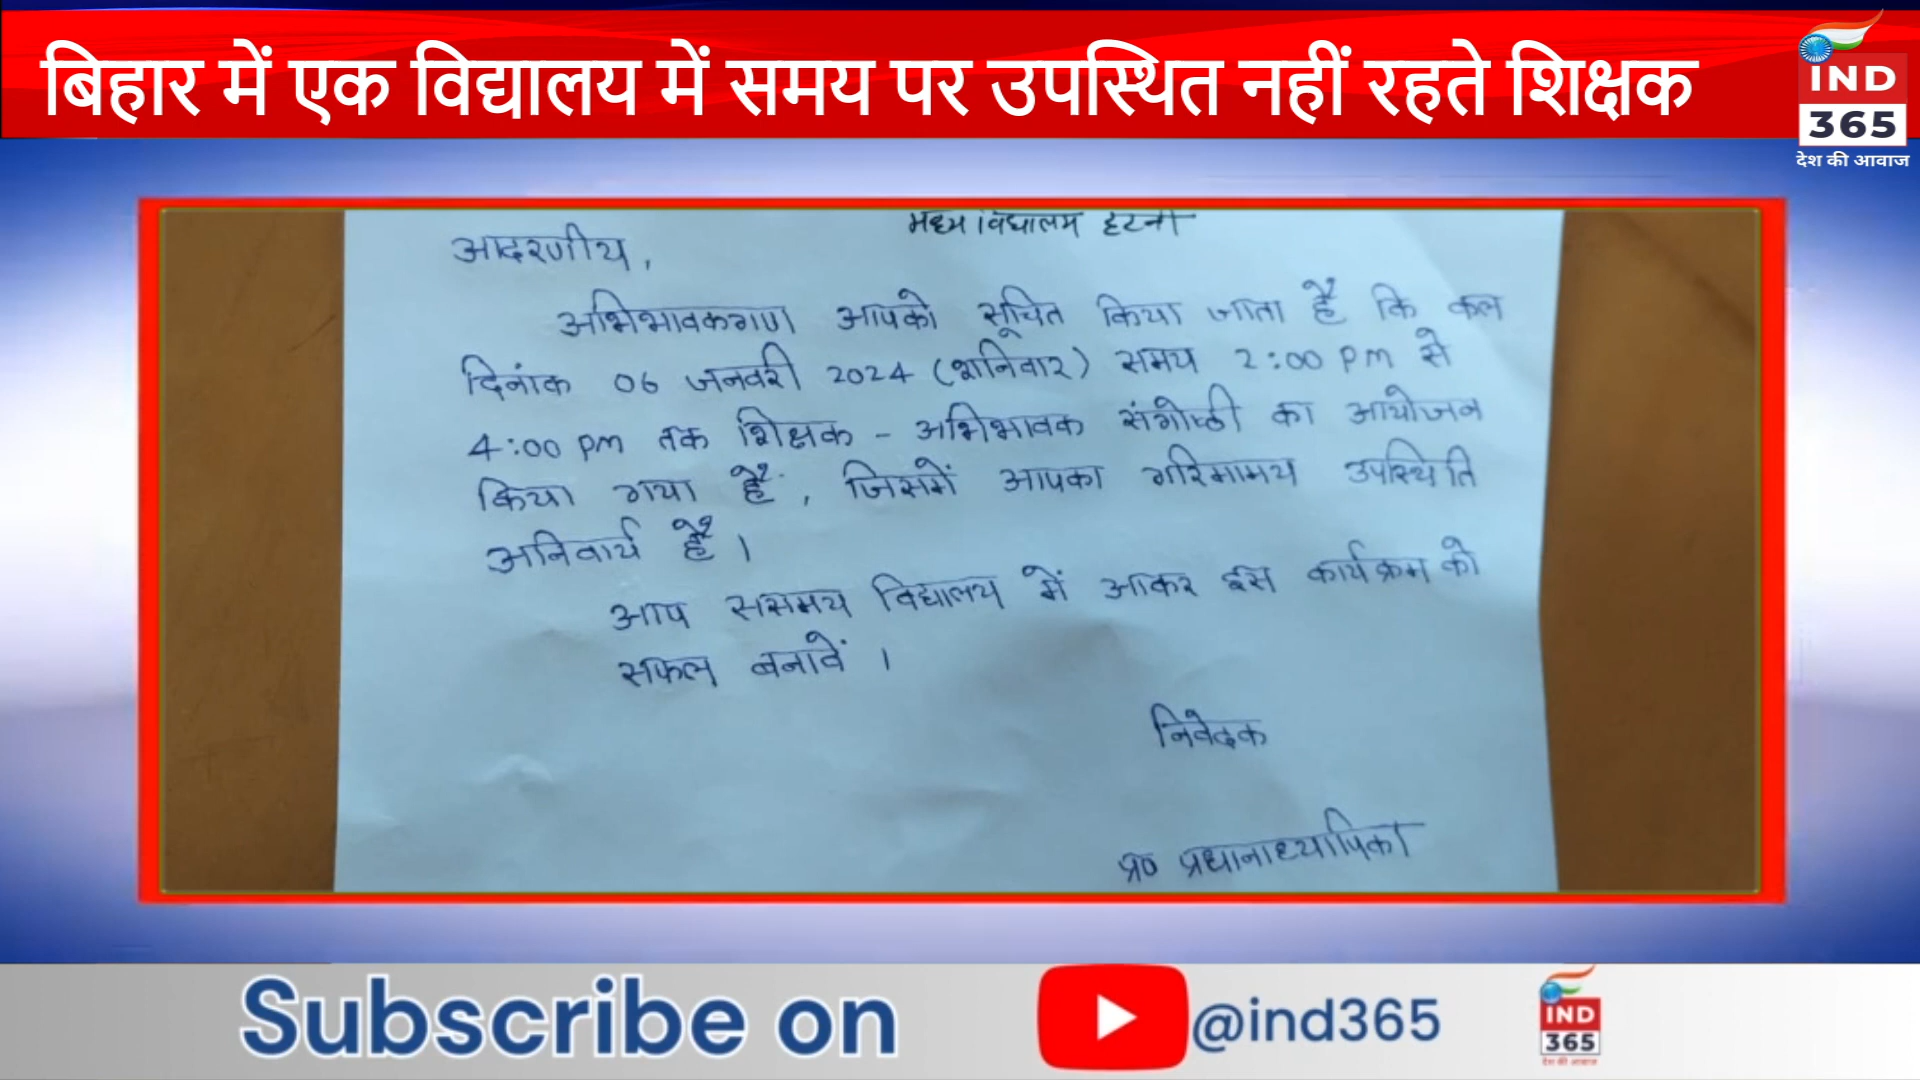 बिहार में एक विद्यालय में समय पर उपस्थित नहीं रहते शिक्षक
IND
365
देश की आवाज
मध्य विद्यालय हटनी
आदरणीय,
अभिभावकगण आपको सूचित किया जाता है कि कल
दिनांक 06 जनवरी 2024 (शनिवार) समय 2:00 pm से
4:00 pm तक शिक्षक - अभिभावक संगोष्ठी का आयोजन
किया गया है, जिसमें आपका गरिमामय उपस्थिति
अनिवार्य है।
आप ससमय विद्यालय में आकर इस कार्यक्रम को
सफल बनावें।
निवेदक
प्र० प्रधानाध्यापिका
Subscribe on @ind365
IND
365
देश की आवाज